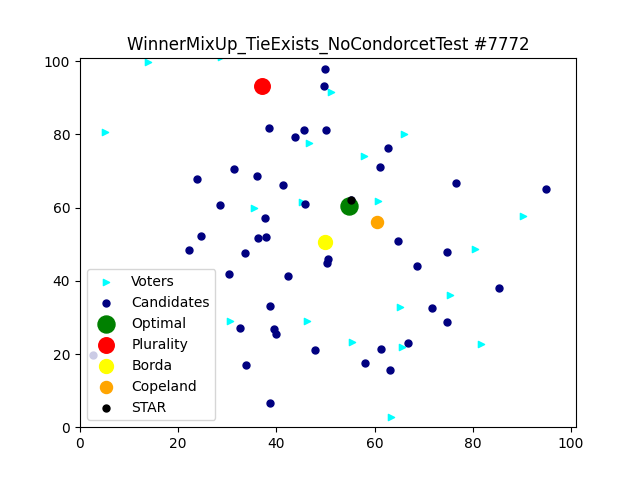 WinnerMixUp_TieExists_NoCondorcetTest #7772
100
80
60
40
20
0
Voters
Candidates
Optimal
Plurality
Borda
Copeland
STAR
0 20 40 60 80 100